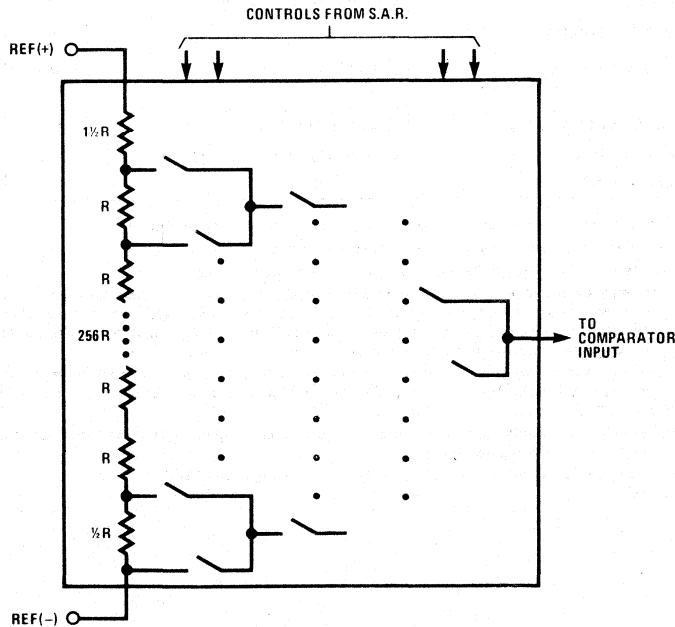 CONTROLS FROM S.A.R.
REF(+)
1½R
R
R
256R
R
R
½R
TO
COMPARATOR
INPUT
REF(−)